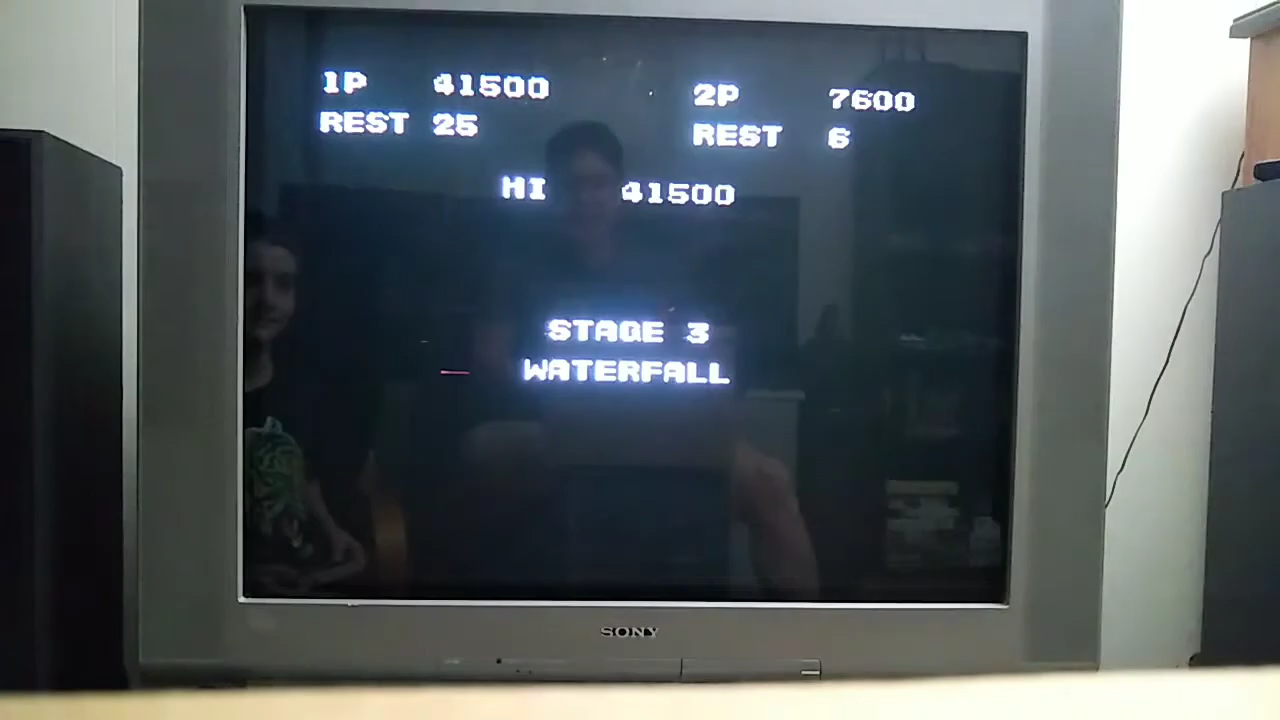 1P 41500 2P 7600
REST 25 REST 6
HI 41500
STAGE 3
WATERFALL
SONY